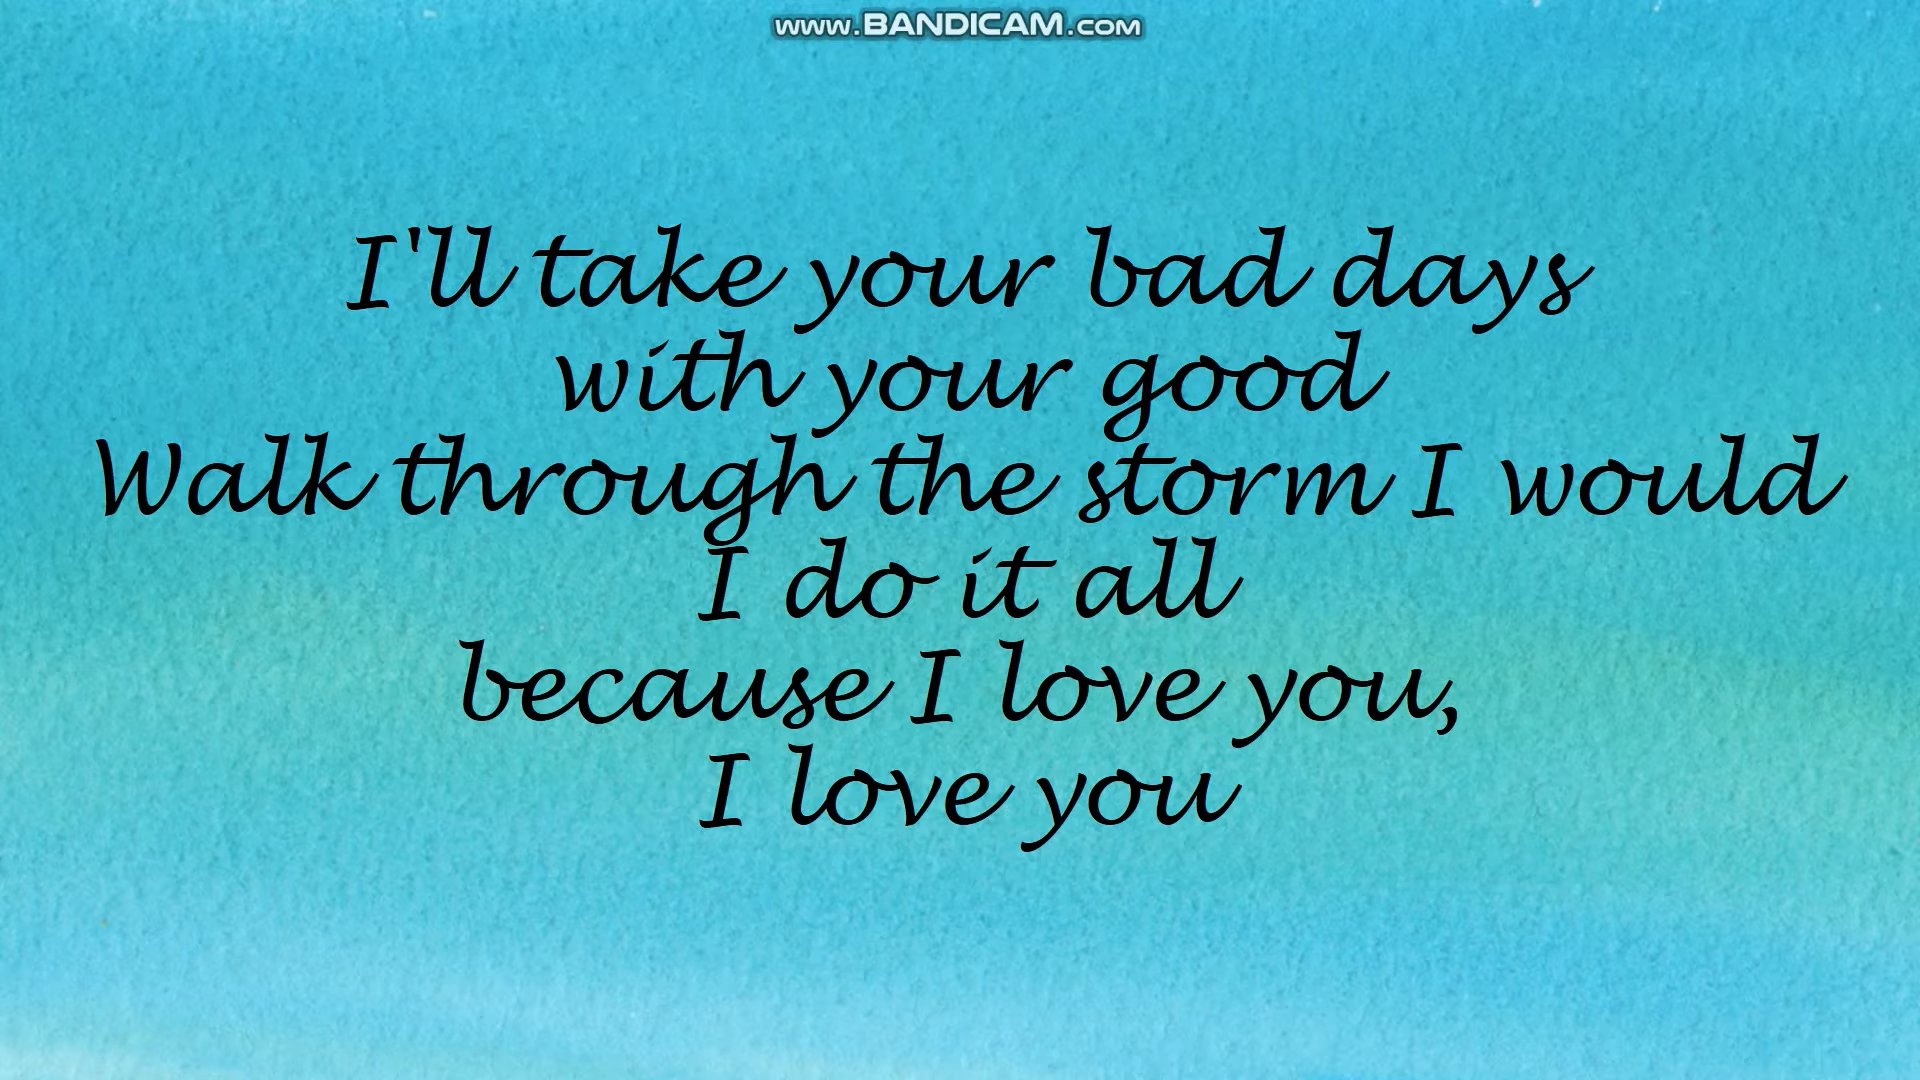 www.BANDICAM.com
I'll take your bad days
with your good
Walk through the storm I would
I do it all
because I love you,
I love you